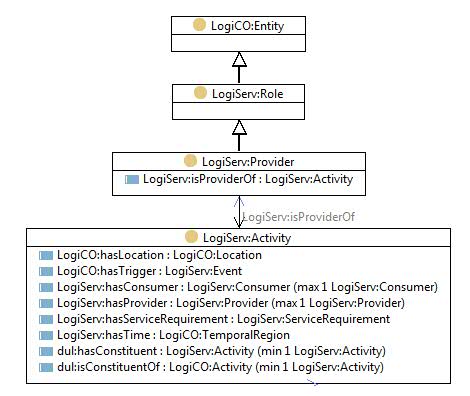 LogiCO:Entity
LogiServ:Role
LogiServ:Provider
LogiServ:isProviderOf : LogiServ:Activity
LogiServ:isProviderOf
LogiServ:Activity
LogiCO:hasLocation : LogiCO:Location
LogiCO:hasTrigger : LogiServ:Event
LogiServ:hasConsumer : LogiServ:Consumer (max 1 LogiServ:Consumer)
LogiServ:hasProvider : LogiServ:Provider (max 1 LogiServ:Provider)
LogiServ:hasServiceRequirement : LogiServ:ServiceRequirement
LogiServ:hasTime : LogiCO:TemporalRegion
dul:hasConstituent : LogiServ:Activity (min 1 LogiServ:Activity)
dul:isConstituentOf : LogiCO:Activity (min 1 LogiServ:Activity)